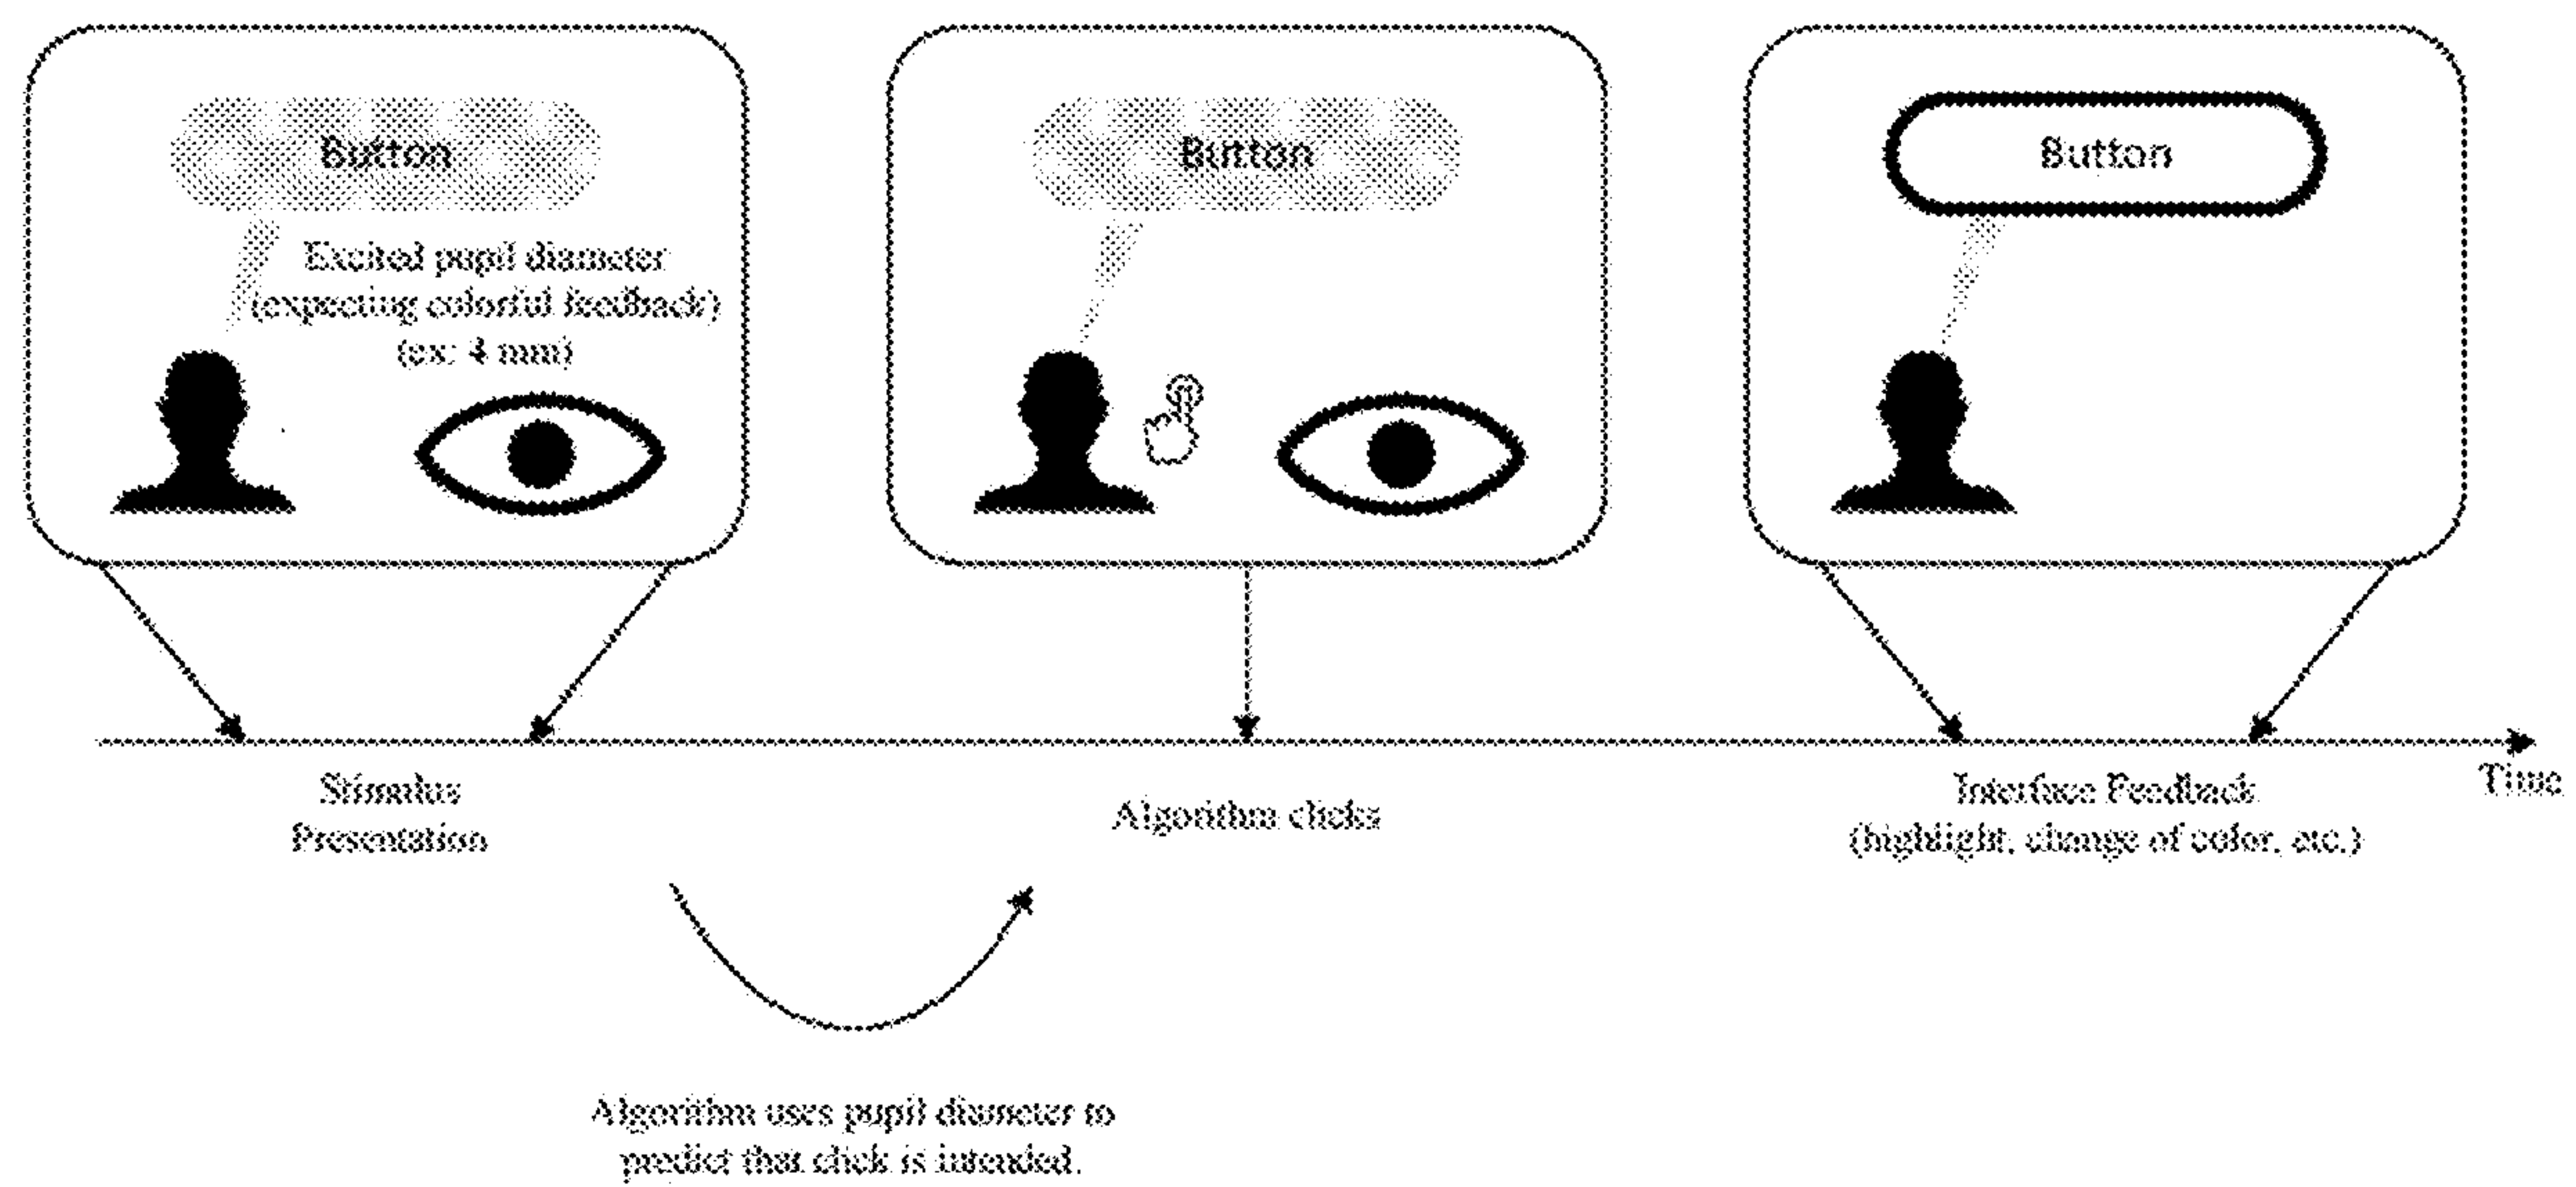 Button
Excited pupil diameter
(expecting colorful feedback)
(ex: 4 mm)
Button
Button
Stimulus
Presentation
Algorithm clicks
Interface Feedback
(highlight, change of color, etc.)
Time
Algorithm uses pupil diameter to
predict that click is intended.